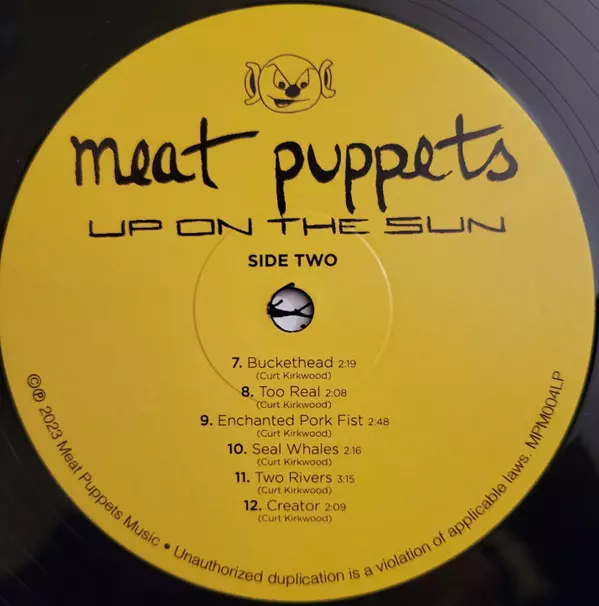 meat puppets
UP ON THE SUN
SIDE TWO
7. Buckethead 2:19
(Curt Kirkwood)
8. Too Real 2:08
(Curt Kirkwood)
9. Enchanted Pork Fist 2:48
(Curt Kirkwood)
10. Seal Whales 2:16
(Curt Kirkwood)
11. Two Rivers 3:15
(Curt Kirkwood)
12. Creator 2:09
(Curt Kirkwood)
©℗ 2023 Meat Puppets Music • Unauthorized duplication is a violation of applicable laws. MPM004LP